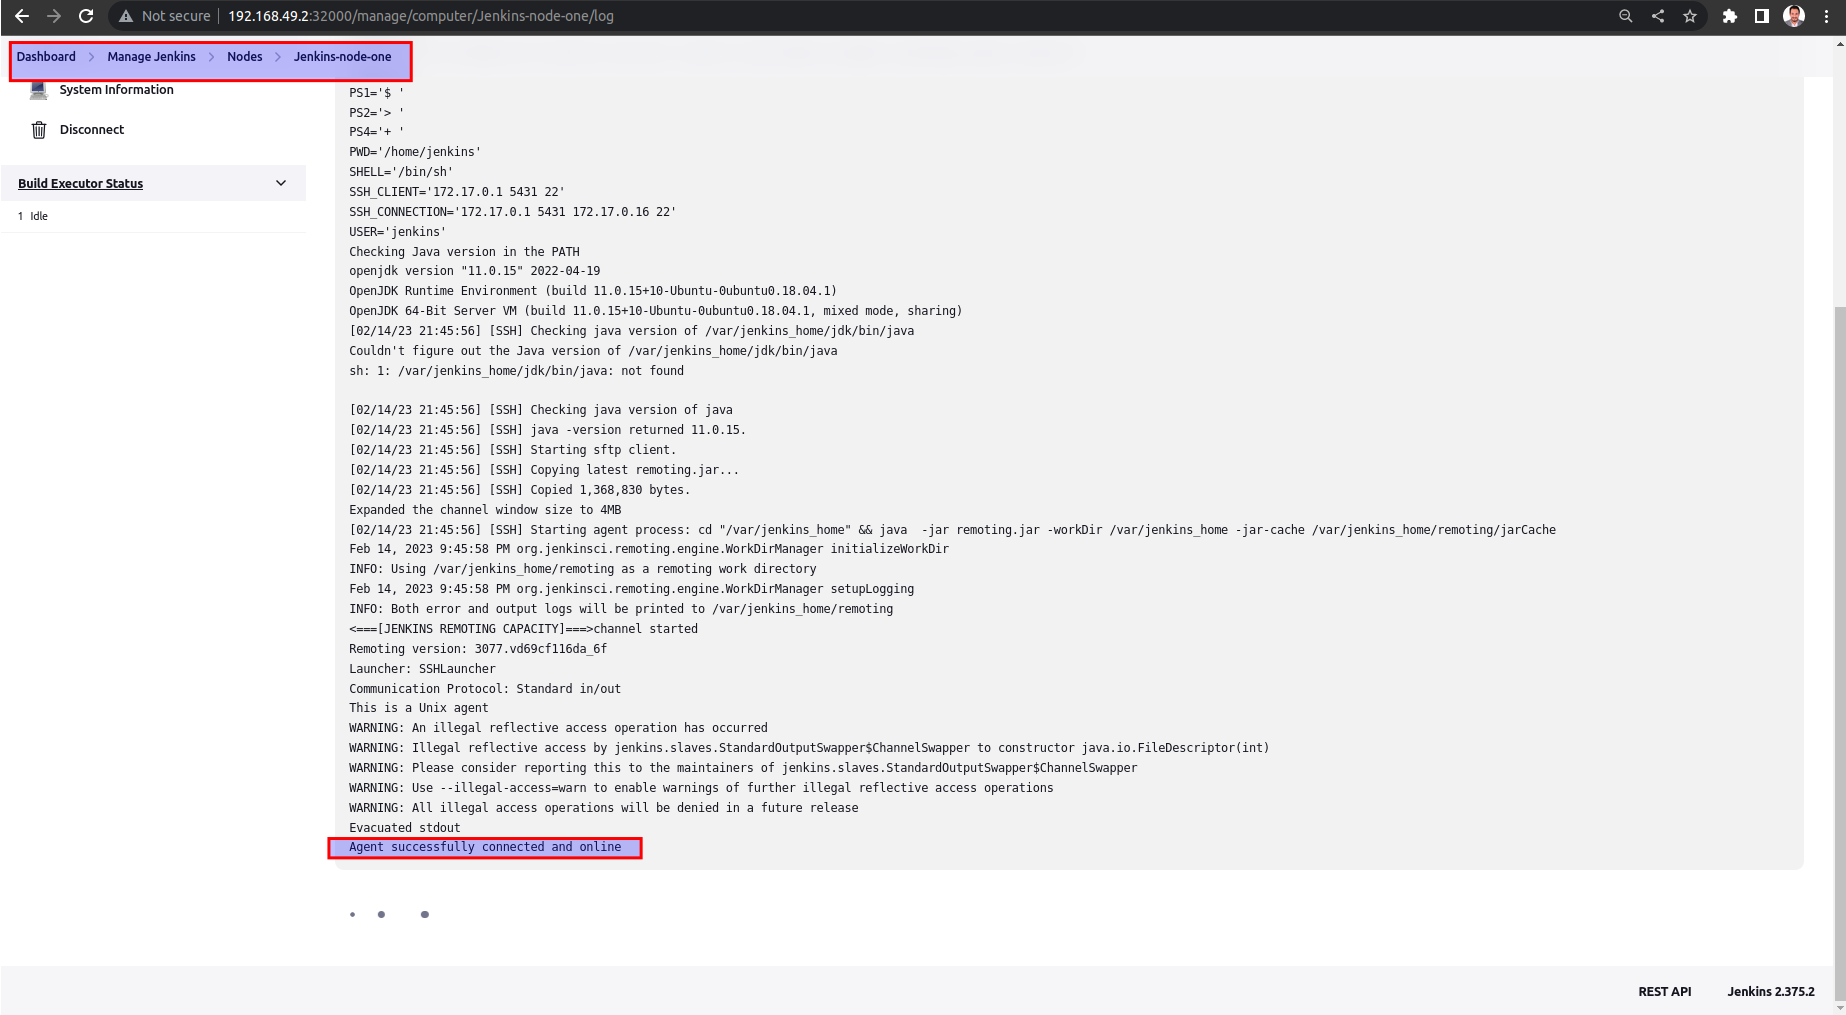 Not secure | 192.168.49.2:32000/manage/computer/Jenkins-node-one/log
Dashboard > Manage Jenkins > Nodes > Jenkins-node-one
System Information
Disconnect
Build Executor Status
1 Idle
PS1='$ '
PS2='> '
PS4='+ '
PWD='/home/jenkins'
SHELL='/bin/sh'
SSH_CLIENT='172.17.0.1 5431 22'
SSH_CONNECTION='172.17.0.1 5431 172.17.0.16 22'
USER='jenkins'
Checking Java version in the PATH
openjdk version "11.0.15" 2022-04-19
OpenJDK Runtime Environment (build 11.0.15+10-Ubuntu-0ubuntu0.18.04.1)
OpenJDK 64-Bit Server VM (build 11.0.15+10-Ubuntu-0ubuntu0.18.04.1, mixed mode, sharing)
[02/14/23 21:45:56] [SSH] Checking java version of /var/jenkins_home/jdk/bin/java
Couldn't figure out the Java version of /var/jenkins_home/jdk/bin/java
sh: 1: /var/jenkins_home/jdk/bin/java: not found
[02/14/23 21:45:56] [SSH] Checking java version of java
[02/14/23 21:45:56] [SSH] java -version returned 11.0.15.
[02/14/23 21:45:56] [SSH] Starting sftp client.
[02/14/23 21:45:56] [SSH] Copying latest remoting.jar...
[02/14/23 21:45:56] [SSH] Copied 1,368,830 bytes.
Expanded the channel window size to 4MB
[02/14/23 21:45:56] [SSH] Starting agent process: cd "/var/jenkins_home" && java  -jar remoting.jar -workDir /var/jenkins_home -jar-cache /var/jenkins_home/remoting/jarCache
Feb 14, 2023 9:45:58 PM org.jenkinsci.remoting.engine.WorkDirManager initializeWorkDir
INFO: Using /var/jenkins_home/remoting as a remoting work directory
Feb 14, 2023 9:45:58 PM org.jenkinsci.remoting.engine.WorkDirManager setupLogging
INFO: Both error and output logs will be printed to /var/jenkins_home/remoting
<===[JENKINS REMOTING CAPACITY]===>channel started
Remoting version: 3077.vd69cf116da_6f
Launcher: SSHLauncher
Communication Protocol: Standard in/out
This is a Unix agent
WARNING: An illegal reflective access operation has occurred
WARNING: Illegal reflective access by jenkins.slaves.StandardOutputSwapper$ChannelSwapper to constructor java.io.FileDescriptor(int)
WARNING: Please consider reporting this to the maintainers of jenkins.slaves.StandardOutputSwapper$ChannelSwapper
WARNING: Use --illegal-access=warn to enable warnings of further illegal reflective access operations
WARNING: All illegal access operations will be denied in a future release
Evacuated stdout
Agent successfully connected and online
REST API
Jenkins 2.375.2